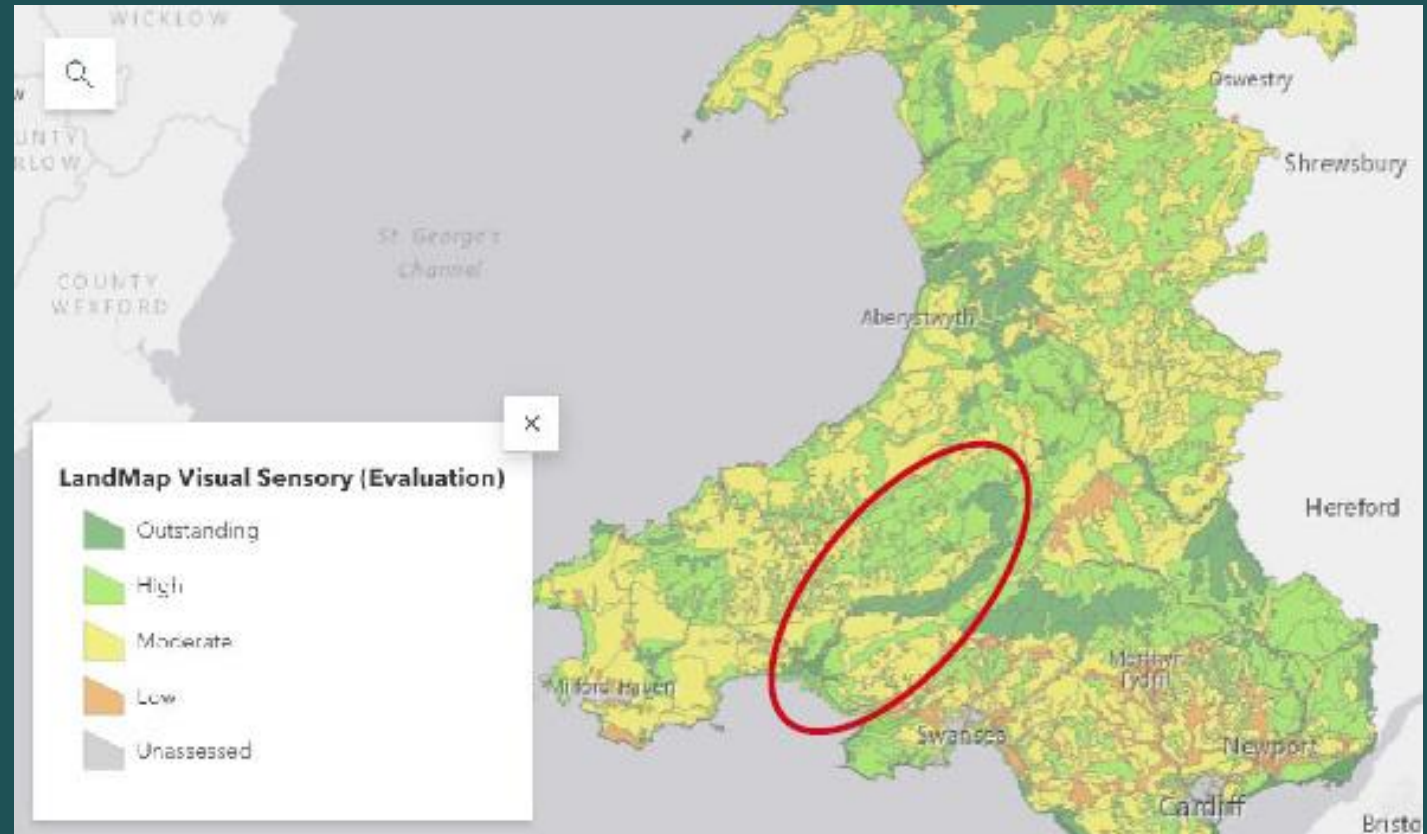 WICKLOW
Oswestry
Shrewsbury
St. George's
Channel
COUNTY
WEXFORD
Aberystwyth
×
LandMap Visual Sensory (Evaluation)
Outstanding
High
Moderate
Low
Unassessed
Hereford
Milford Haven
Merthyr
Tydfil
Swansea
Newport
Cardiff